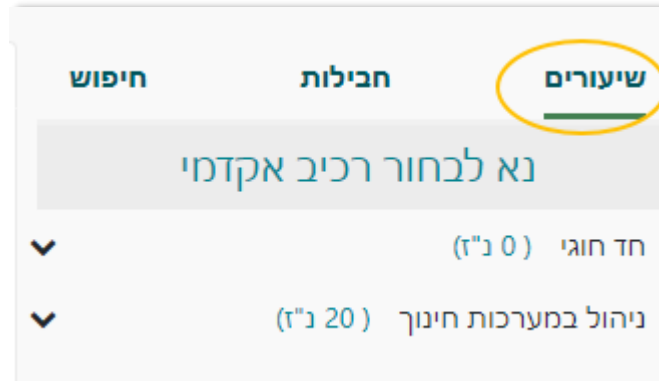 שיעורים חבילות חיפוש
נא לבחור רכיב אקדמי
חד חוגי ( 0 נ"ז)
ניהול במערכות חינוך ( 20 נ"ז)